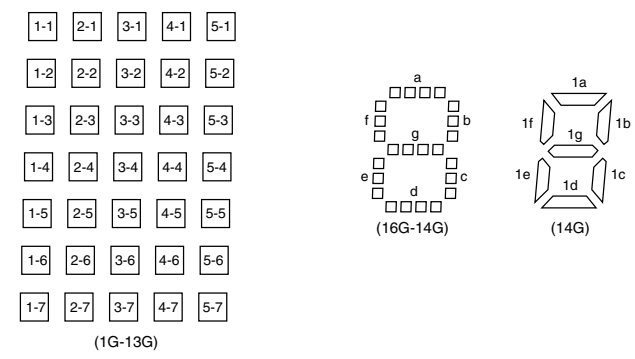 1-1 2-1 3-1 4-1 5-1
1-2 2-2 3-2 4-2 5-2
1-3 2-3 3-3 4-3 5-3
1-4 2-4 3-4 4-4 5-4
1-5 2-5 3-5 4-5 5-5
1-6 2-6 3-6 4-6 5-6
1-7 2-7 3-7 4-7 5-7
(1G-13G)
a
f b
g
e c
d
(16G-14G)
1a
1f 1b
1g
1e 1c
1d
(14G)